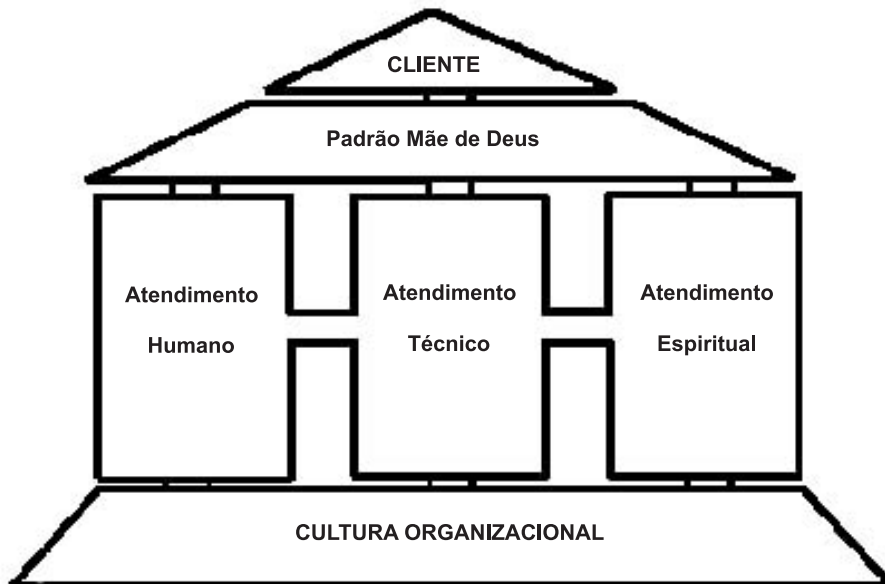 CLIENTE
Padrão Mãe de Deus
Atendimento
Humano
Atendimento
Técnico
Atendimento
Espiritual
CULTURA ORGANIZACIONAL